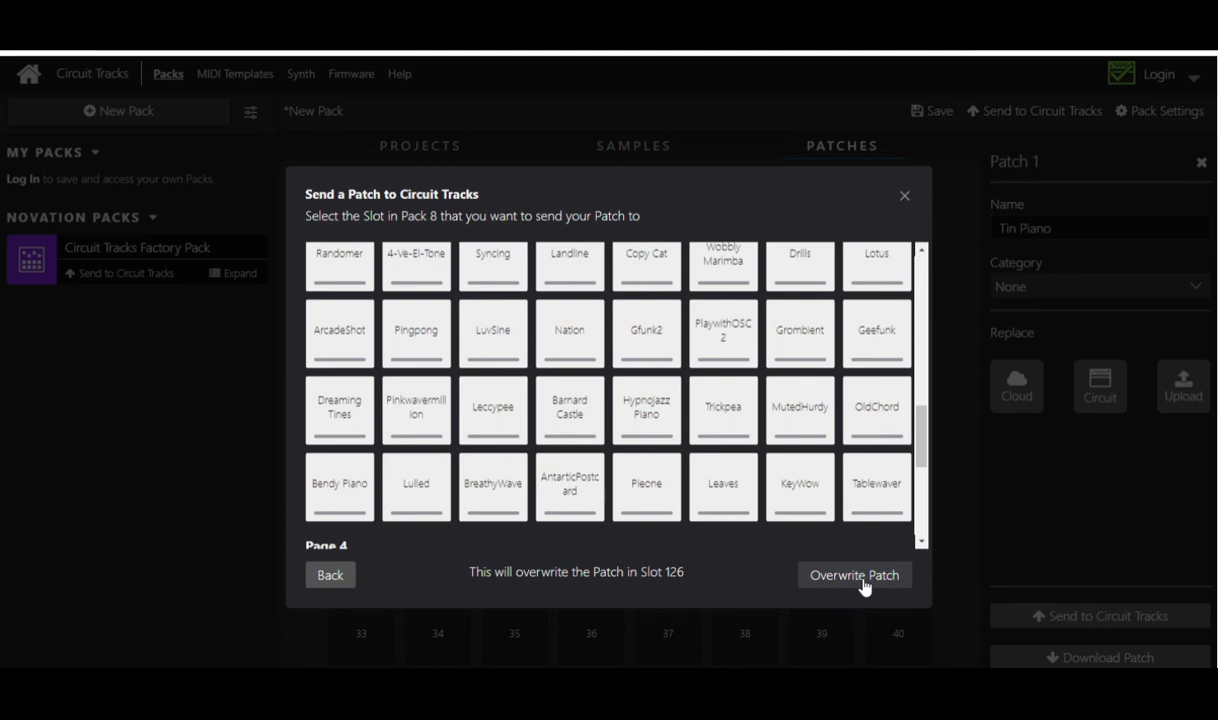 Circuit Tracks Packs MIDI Templates Synth Firmware Help Login
New Pack *New Pack Save Send to Circuit Tracks Pack Settings
PROJECTS SAMPLES PATCHES
MY PACKS
Log In to save and access your own Packs.
NOVATION PACKS
Circuit Tracks Factory Pack
Send to Circuit Tracks Expand
Send a Patch to Circuit Tracks
Select the Slot in Pack 8 that you want to send your Patch to
Randomer 4-Ve-El-Tone Syncing Landline Copy Cat Wobbly Marimba Drills Lotus
ArcadeShot Pingpong LuvSine Nation Gfunk2 PlaywithOSC 2 Grombient Geefunk
Dreaming Tines Pinkwavermill ion Leccypee Barnard Castle Hypnojazz Piano Trickpea MutedHurdy OldChord
Bendy Piano Lulled BreathyWave AntarticPostc ard Pleone Leaves KeyWow Tablewaver
Page 4
Back This will overwrite the Patch in Slot 126 Overwrite Patch
33 34 35 36 37 38 39 40
Patch 1
Name
Tin Piano
Category
None
Replace
Cloud Circuit Upload
Send to Circuit Tracks
Download Patch